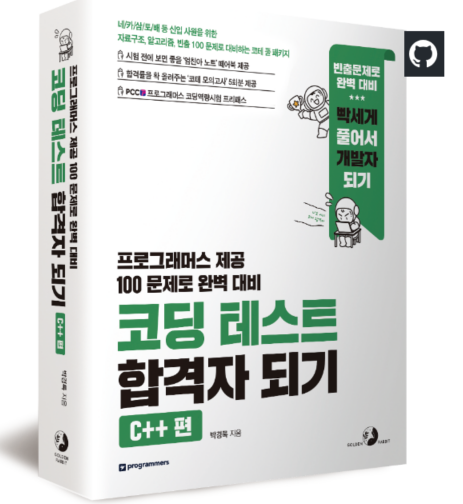 네/카/삼/토/배 등 신입 사원을 위한
자료구조, 알고리즘, 빈출 100 문제로 대비하는 코테 풀 패키지
시험 전에 보면 좋을 '엄친아 노트' 떼어북 제공
합격률을 확 올려주는 '코테 모의고사' 5회분 제공
PCC 프로그래머스 코딩역량시험 프리패스
빈출문제로
완벽 대비
***
빡세게
풀어서
개발자
되기
프로그래머스 제공
100 문제로 완벽 대비
코딩 테스트
합격자 되기
C++ 편
박경록 지음
programmers
GOLDEN RABBIT
프로그래머스 제공 100 문제로 완벽 대비
코딩 테스트 합격자 되기
C++ 편
박경록 지음
GOLDEN
RABBIT